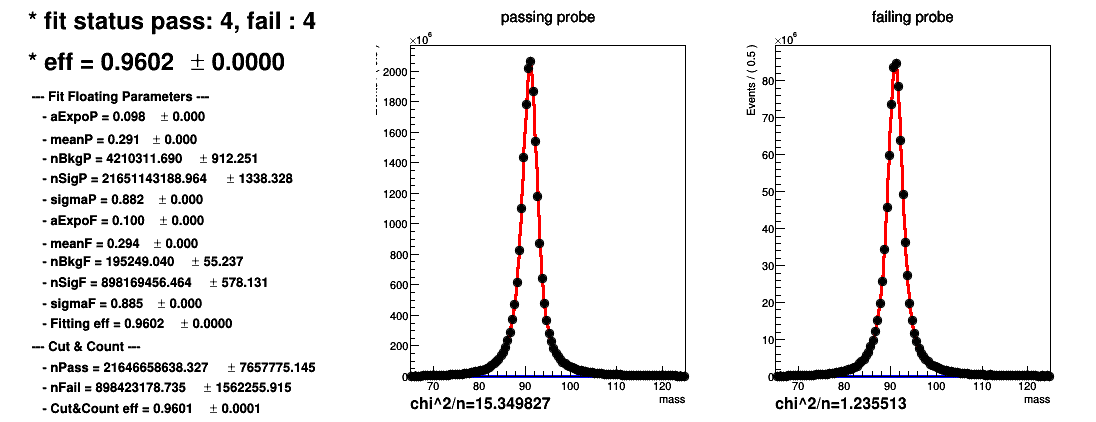 * fit status pass: 4, fail : 4
* eff = 0.9602 ± 0.0000
--- Fit Floating Parameters ---
- aExpoP = 0.098 ± 0.000
- meanP = 0.291 ± 0.000
- nBkgP = 4210311.690 ± 912.251
- nSigP = 21651143188.964 ± 1338.328
- sigmaP = 0.882 ± 0.000
- aExpoF = 0.100 ± 0.000
- meanF = 0.294 ± 0.000
- nBkgF = 195249.040 ± 55.237
- nSigF = 898169456.464 ± 578.131
- sigmaF = 0.885 ± 0.000
- Fitting eff = 0.9602 ± 0.0000
--- Cut & Count ---
- nPass = 21646658638.327 ± 7657775.145
- nFail = 898423178.735 ± 1562255.915
- Cut&Count eff = 0.9601 ± 0.0001
passing probe
×10⁶
2000
1800
1600
1400
1200
1000
800
600
400
200
0
70 80 90 100 110 120
mass
chi^2/n=15.349827
failing probe
×10⁶
Events / ( 0.5 )
80
70
60
50
40
30
20
10
70 80 90 100 110 120
mass
chi^2/n=1.235513